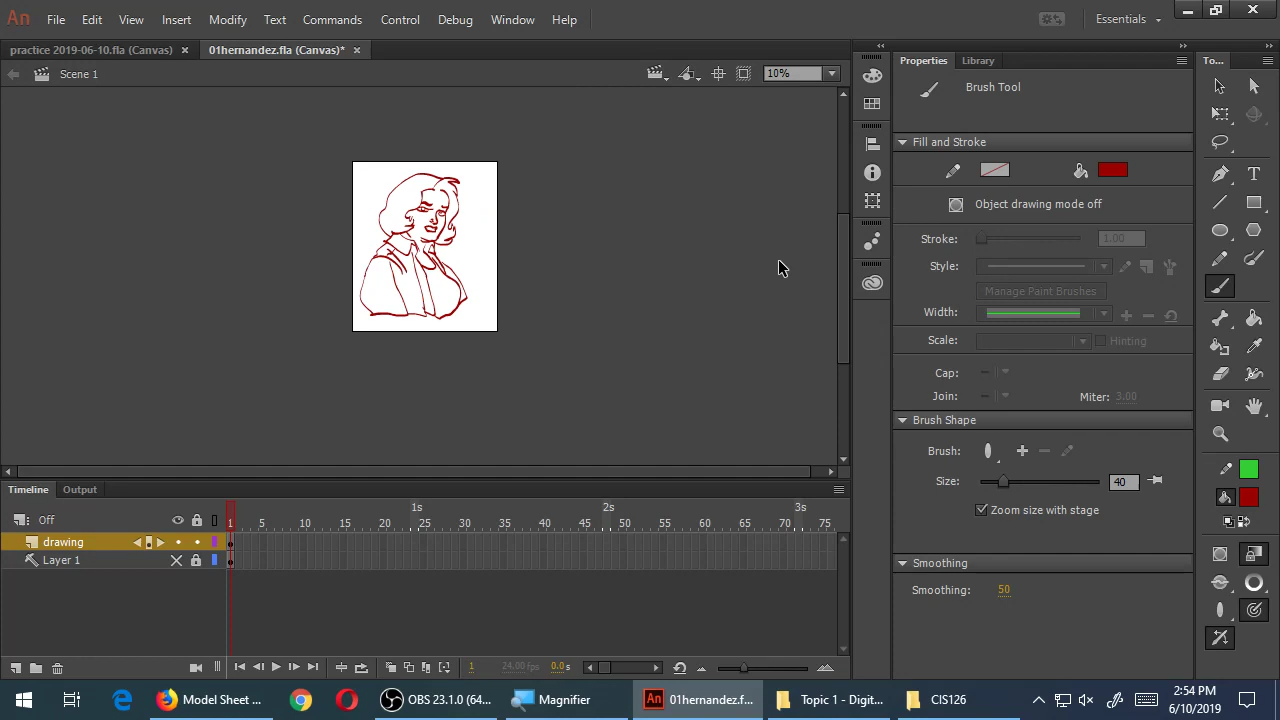 An File Edit View Insert Modify Text Commands Control Debug Window Help Essentials
practice 2019-06-10.fla (Canvas) × 01hernandez.fla (Canvas)* ×
Scene 1 10%
Properties Library To...
Brush Tool
Fill and Stroke
Object drawing mode off
Stroke: 1.00
Style:
Manage Paint Brushes
Width:
Scale: Hinting
Cap:
Join: Miter: 3.00
Brush Shape
Brush:
Size: 40
Zoom size with stage
Smoothing
Smoothing: 50
Timeline Output
1s 2s 3s
Off 1 5 10 15 20 25 30 35 40 45 50 55 60 65 70 75
drawing
Layer 1
1 24.00 fps 0.0 s
Model Sheet ... OBS 23.1.0 (64... Magnifier An 01hernandez.f... Topic 1 - Digit... CIS126
2:54 PM
6/10/2019